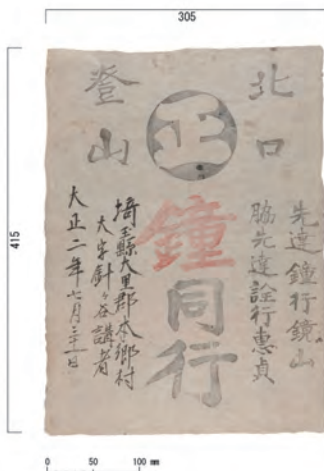 305
415
北口
登山
正
鐘同行
先達鐘行鏡山
脇先達詮行恵貞
埼玉縣大里郡本郷村
大字針ヶ谷講者
大正二年七月三十一日
0 50 100 mm